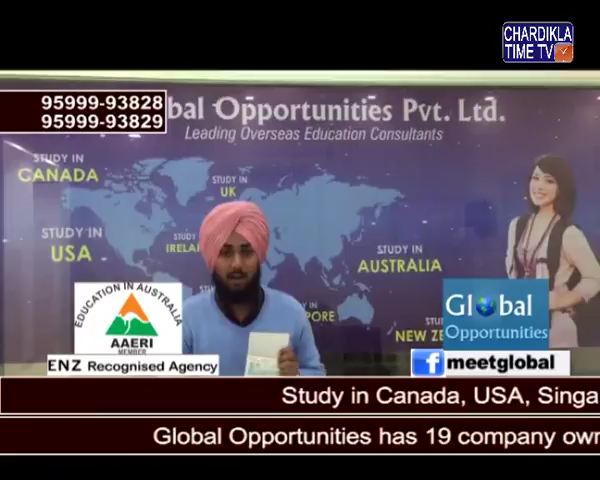 CHARDIKLA
TIME TV
95999-93828
95999-93829
bal Opportunities Pvt. Ltd.
Leading Overseas Education Consultants
STUDY IN
CANADA
STUDY IN
UK
STUDY IN
USA
IRELA
STUDY IN
AUSTRALIA
PORE
NEW ZE
EDUCATION IN AUSTRALIA
AAERI
MEMBER
ENZ Recognised Agency
Global
Opportunities
f meetglobal
Study in Canada, USA, Singa
Global Opportunities has 19 company own